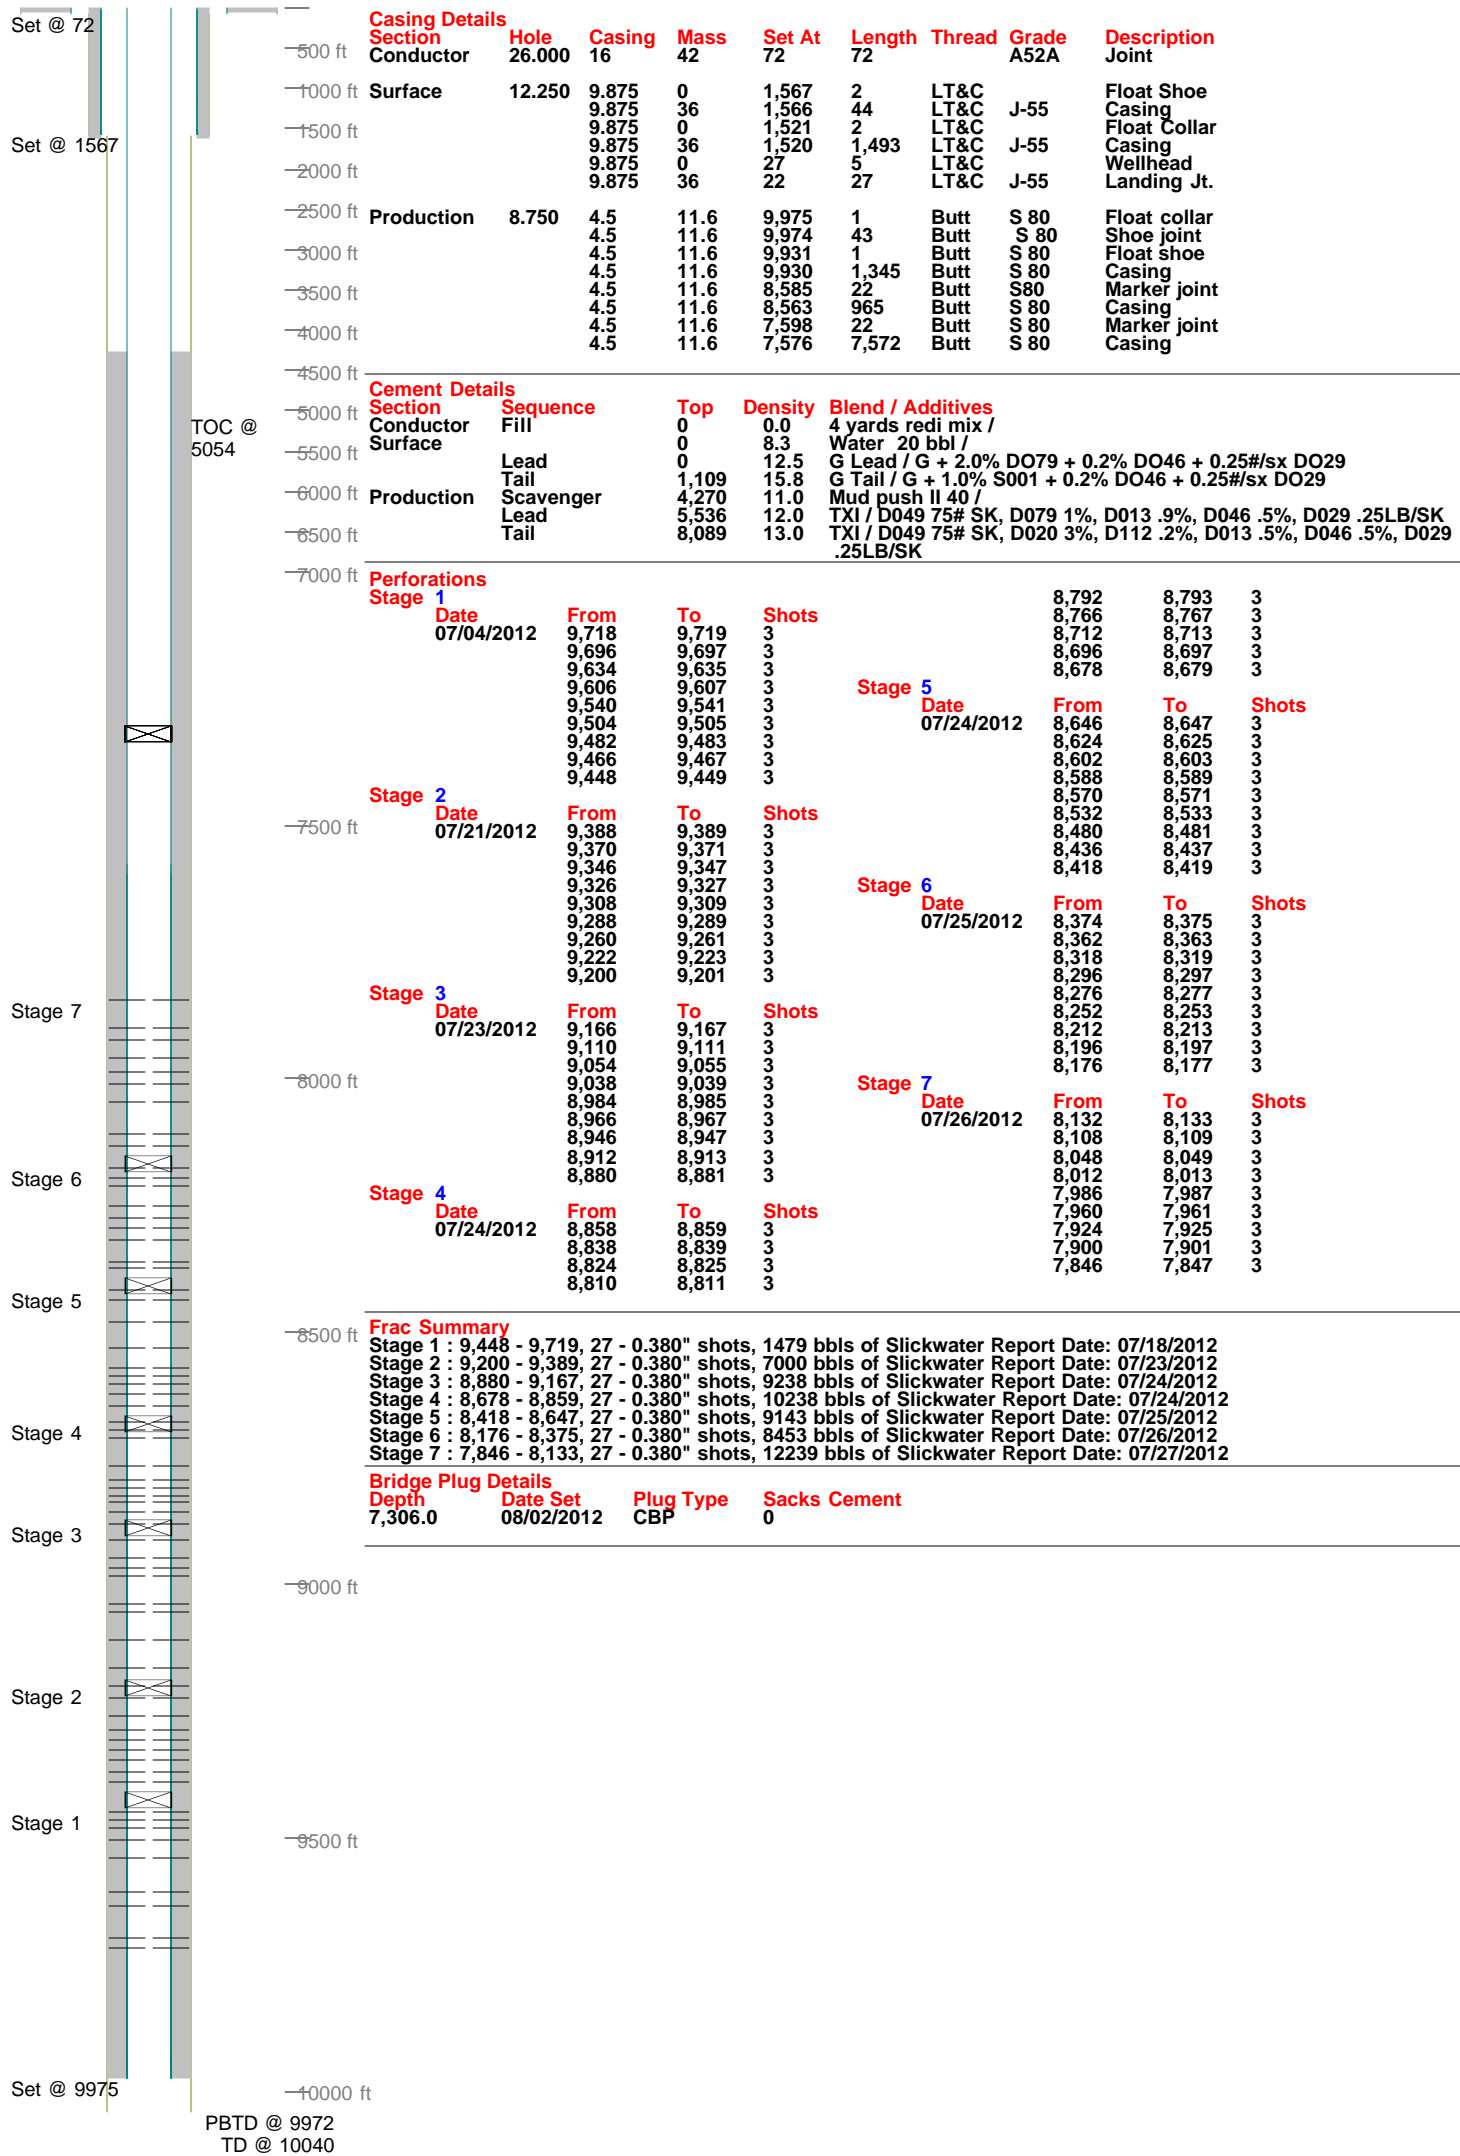 Set @ 72
Set @ 1567
TOC @
5054
Stage 7
Stage 6
Stage 5
Stage 4
Stage 3
Stage 2
Stage 1
Set @ 9975
PBTD @ 9972
TD @ 10040
500 ft
1000 ft
1500 ft
2000 ft
2500 ft
3000 ft
3500 ft
4000 ft
4500 ft
5000 ft
5500 ft
6000 ft
6500 ft
7000 ft
7500 ft
8000 ft
8500 ft
9000 ft
9500 ft
10000 ft
Casing Details
Section Hole Casing Mass Set At Length Thread Grade Description
Conductor 26.000 16 42 72 72 A52A Joint
Surface 12.250 9.875 0 1,567 2 LT&C Float Shoe
9.875 36 1,566 44 LT&C J-55 Casing
9.875 0 1,521 2 LT&C Float Collar
9.875 36 1,520 1,493 LT&C J-55 Casing
9.875 0 27 5 LT&C Wellhead
9.875 36 22 27 LT&C J-55 Landing Jt.
Production 8.750 4.5 11.6 9,975 1 Butt S 80 Float collar
4.5 11.6 9,974 43 Butt S 80 Shoe joint
4.5 11.6 9,931 1 Butt S 80 Float shoe
4.5 11.6 9,930 1,345 Butt S 80 Casing
4.5 11.6 8,585 22 Butt S80 Marker joint
4.5 11.6 8,563 965 Butt S 80 Casing
4.5 11.6 7,598 22 Butt S 80 Marker joint
4.5 11.6 7,576 7,572 Butt S 80 Casing
Cement Details
Section Sequence Top Density Blend / Additives
Conductor Fill 0 0.0 4 yards redi mix /
Surface 0 8.3 Water 20 bbl /
Lead 0 12.5 G Lead / G + 2.0% DO79 + 0.2% DO46 + 0.25#/sx DO29
Tail 1,109 15.8 G Tail / G + 1.0% S001 + 0.2% DO46 + 0.25#/sx DO29
Production Scavenger 4,270 11.0 Mud push II 40 /
Lead 5,536 12.0 TXI / D049 75# SK, D079 1%, D013 .9%, D046 .5%, D029 .25LB/SK
Tail 8,089 13.0 TXI / D049 75# SK, D020 3%, D112 .2%, D013 .5%, D046 .5%, D029
.25LB/SK
Perforations
Stage 1
Date From To Shots
07/04/2012 9,718 9,719 3
9,696 9,697 3
9,634 9,635 3
9,606 9,607 3
9,540 9,541 3
9,504 9,505 3
9,482 9,483 3
9,466 9,467 3
9,448 9,449 3
Stage 2
Date From To Shots
07/21/2012 9,388 9,389 3
9,370 9,371 3
9,346 9,347 3
9,326 9,327 3
9,308 9,309 3
9,288 9,289 3
9,260 9,261 3
9,222 9,223 3
9,200 9,201 3
Stage 3
Date From To Shots
07/23/2012 9,166 9,167 3
9,110 9,111 3
9,054 9,055 3
9,038 9,039 3
8,984 8,985 3
8,966 8,967 3
8,946 8,947 3
8,912 8,913 3
8,880 8,881 3
Stage 4
Date From To Shots
07/24/2012 8,858 8,859 3
8,838 8,839 3
8,824 8,825 3
8,810 8,811 3
8,792 8,793 3
8,766 8,767 3
8,712 8,713 3
8,696 8,697 3
8,678 8,679 3
Stage 5
Date From To Shots
07/24/2012 8,646 8,647 3
8,624 8,625 3
8,602 8,603 3
8,588 8,589 3
8,570 8,571 3
8,532 8,533 3
8,480 8,481 3
8,436 8,437 3
8,418 8,419 3
Stage 6
Date From To Shots
07/25/2012 8,374 8,375 3
8,362 8,363 3
8,318 8,319 3
8,296 8,297 3
8,276 8,277 3
8,252 8,253 3
8,212 8,213 3
8,196 8,197 3
8,176 8,177 3
Stage 7
Date From To Shots
07/26/2012 8,132 8,133 3
8,108 8,109 3
8,048 8,049 3
8,012 8,013 3
7,986 7,987 3
7,960 7,961 3
7,924 7,925 3
7,900 7,901 3
7,846 7,847 3
Frac Summary
Stage 1 : 9,448 - 9,719, 27 - 0.380" shots, 1479 bbls of Slickwater Report Date: 07/18/2012
Stage 2 : 9,200 - 9,389, 27 - 0.380" shots, 7000 bbls of Slickwater Report Date: 07/23/2012
Stage 3 : 8,880 - 9,167, 27 - 0.380" shots, 9238 bbls of Slickwater Report Date: 07/24/2012
Stage 4 : 8,678 - 8,859, 27 - 0.380" shots, 10238 bbls of Slickwater Report Date: 07/24/2012
Stage 5 : 8,418 - 8,647, 27 - 0.380" shots, 9143 bbls of Slickwater Report Date: 07/25/2012
Stage 6 : 8,176 - 8,375, 27 - 0.380" shots, 8453 bbls of Slickwater Report Date: 07/26/2012
Stage 7 : 7,846 - 8,133, 27 - 0.380" shots, 12239 bbls of Slickwater Report Date: 07/27/2012
Bridge Plug Details
Depth Date Set Plug Type Sacks Cement
7,306.0 08/02/2012 CBP 0